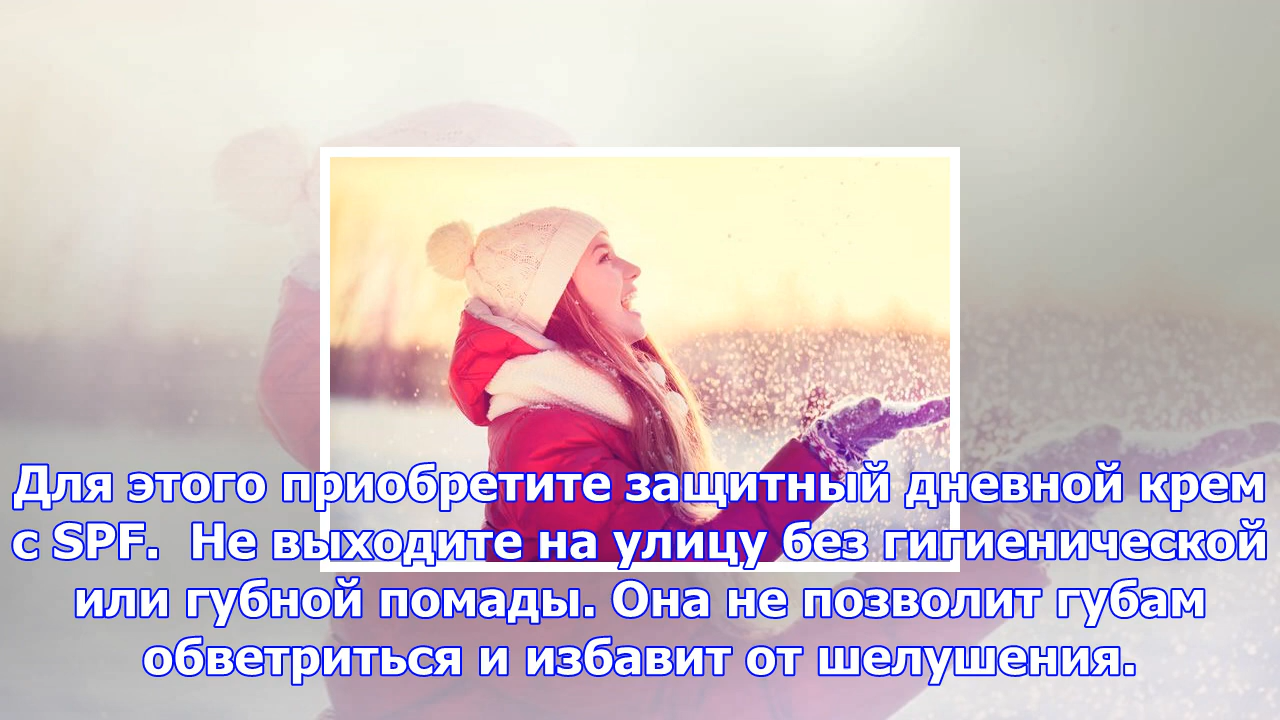 Для этого приобретите защитный дневной крем
с SPF.  Не выходите на улицу без гигиенической
или губной помады. Она не позволит губам
обветриться и избавит от шелушения.